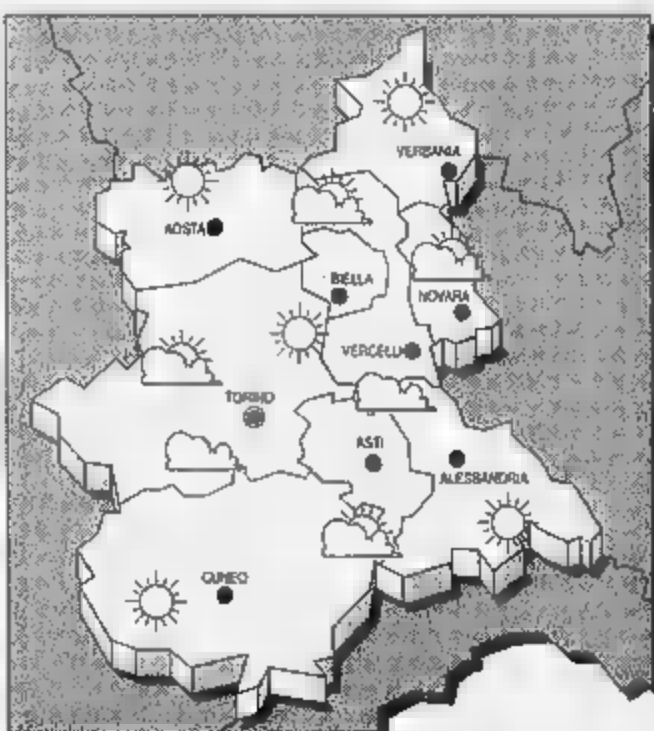 VERBANIA
AOSTA
BIELLA
NOVARA
VERCELLI
TORINO
ASTI
ALESSANDRIA
CUNEO